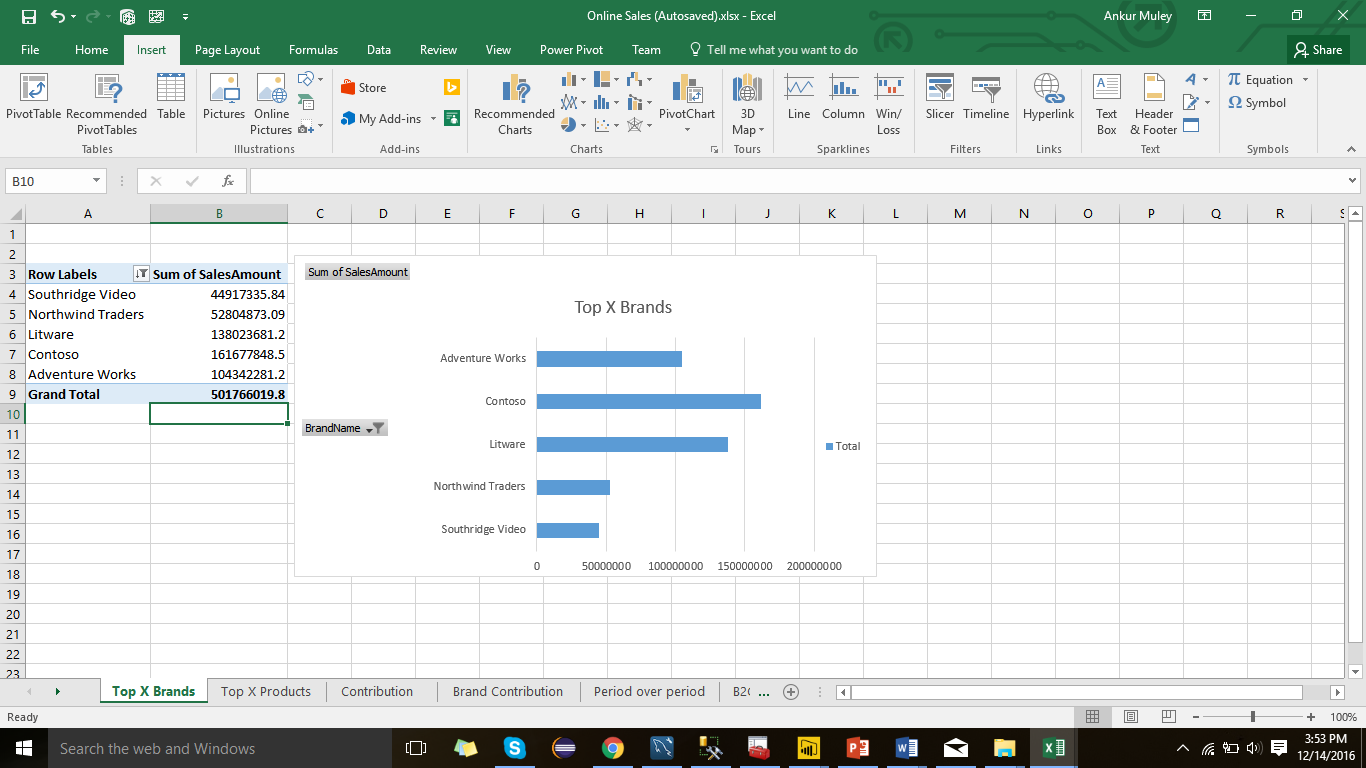 Online Sales (Autosaved).xlsx - Excel
Ankur Muley
File Home Insert Page Layout Formulas Data Review View Power Pivot Team Tell me what you want to do Share
PivotTable Recommended PivotTables Table
Tables
Pictures Online Pictures
Illustrations
Store
My Add-ins
Add-ins
Recommended Charts
PivotChart
Charts
3D Map
Tours
Line Column Win/ Loss
Sparklines
Slicer Timeline
Filters
Hyperlink
Links
Text Box Header & Footer
Text
Equation
Symbol
Symbols
B10
fx
A B C D E F G H I J K L M N O P Q R S
1
2
3 Row Labels Sum of SalesAmount
4 Southridge Video 44917335.84
5 Northwind Traders 52804873.09
6 Litware 138023681.2
7 Contoso 161677848.5
8 Adventure Works 104342281.2
9 Grand Total 501766019.8
10
11
12
13
14
15
16
17
18
19
20
21
22
23
Sum of SalesAmount
Top X Brands
Adventure Works
Contoso
BrandName
Litware
Total
Northwind Traders
Southridge Video
0 50000000 100000000 150000000 200000000
Top X Brands Top X Products Contribution Brand Contribution Period over period B2C ...
Ready
100%
Search the web and Windows
3:53 PM
12/14/2016